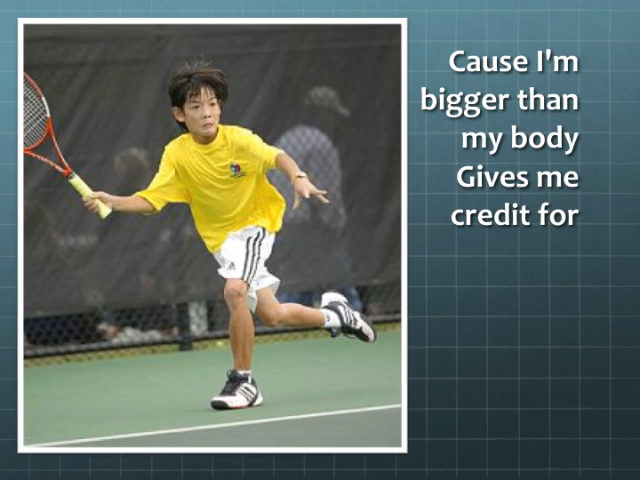 Cause I'm
bigger than
my body
Gives me
credit for